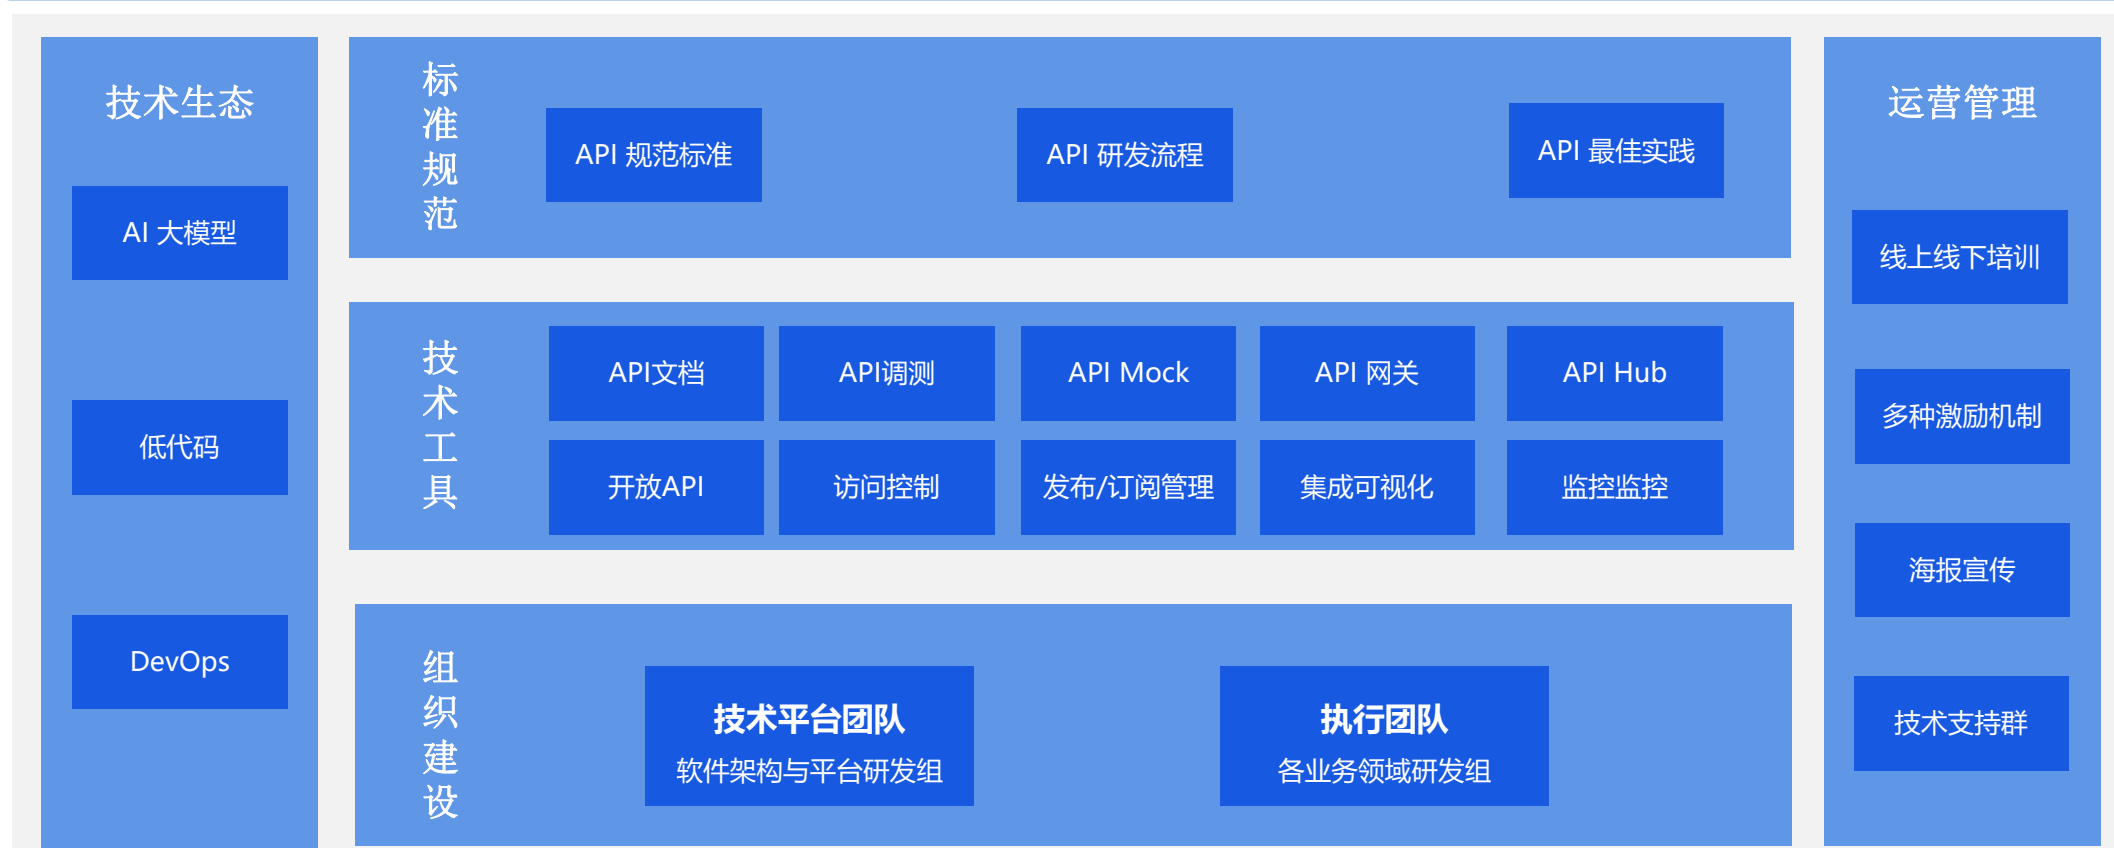 技术生态
AI 大模型
低代码
DevOps
标准规范
API 规范标准
API 研发流程
API 最佳实践
技术工具
API文档
API调测
API Mock
API 网关
API Hub
开放API
访问控制
发布/订阅管理
集成可视化
监控监控
组织建设
技术平台团队
软件架构与平台研发组
执行团队
各业务领域研发组
运营管理
线上线下培训
多种激励机制
海报宣传
技术支持群